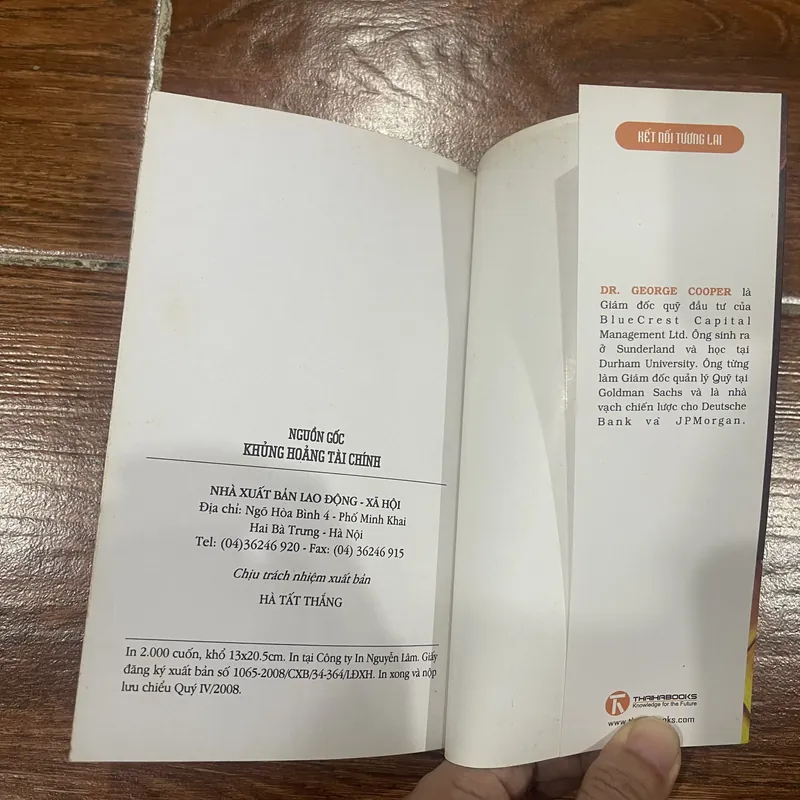 NGUỒN GỐC
KHỦNG HOẢNG TÀI CHÍNH
NHÀ XUẤT BẢN LAO ĐỘNG - XÃ HỘI
Địa chỉ: Ngõ Hòa Bình 4 - Phố Minh Khai
Hai Bà Trưng - Hà Nội
Tel: (04)36246 920 - Fax: (04) 36246 915
Chịu trách nhiệm xuất bản
HÀ TẤT THẮNG
In 2.000 cuốn, khổ 13x20.5cm. In tại Công ty In Nguyễn Lâm. Giấy
đăng ký xuất bản số 1065-2008/CXB/34-364/LĐXH. In xong và nộp
lưu chiểu Quý IV/2008.
KẾT NỐI TƯƠNG LAI
DR. GEORGE COOPER là
Giám đốc quỹ đầu tư của
BlueCrest Capital
Management Ltd. Ông sinh ra
ở Sunderland và học tại
Durham University. Ông từng
làm Giám đốc quản lý Quỹ tại
Goldman Sachs và là nhà
vạch chiến lược cho Deutsche
Bank và JPMorgan.
THAIHABOOKS
Knowledge for the Future
www.thaihabooks.com